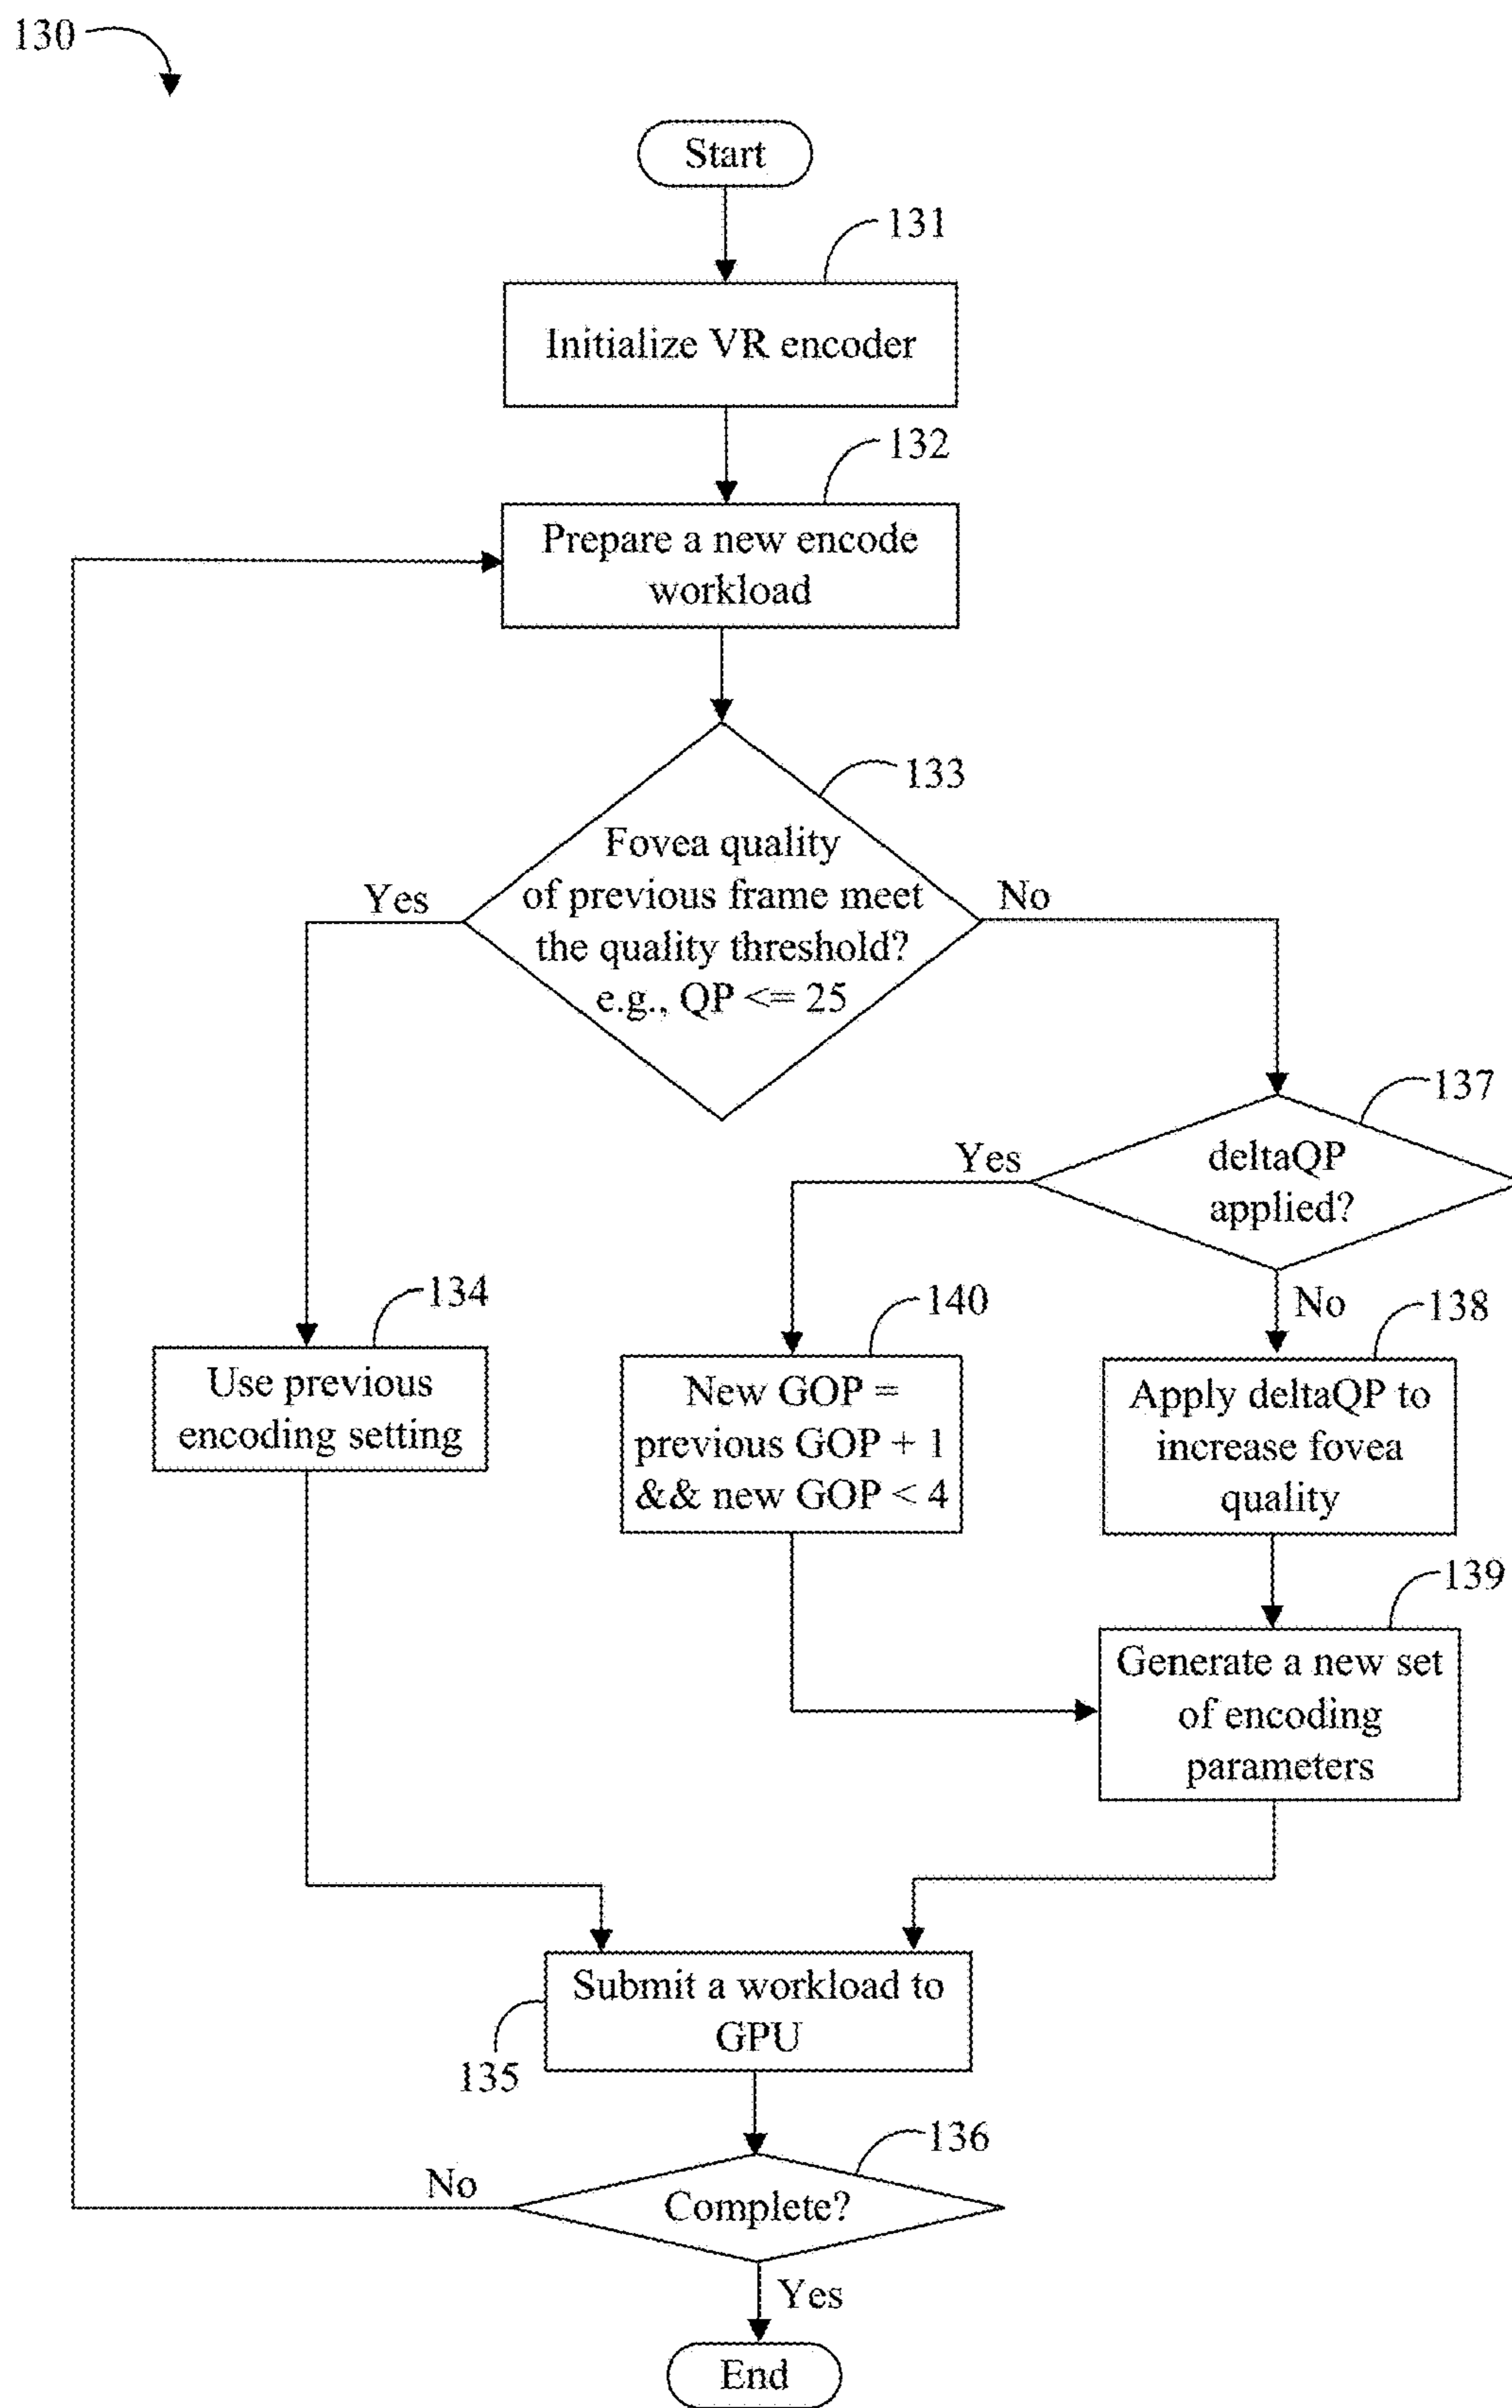 130
Start
131
Initialize VR encoder
132
Prepare a new encode
workload
133
Fovea quality
of previous frame meet
the quality threshold?
e.g., QP <= 25
Yes
No
137
deltaQP
applied?
Yes
No
134
Use previous
encoding setting
140
New GOP =
previous GOP + 1
&& new GOP < 4
138
Apply deltaQP to
increase fovea
quality
139
Generate a new set
of encoding
parameters
Submit a workload to
GPU
135
136
Complete?
No
Yes
End